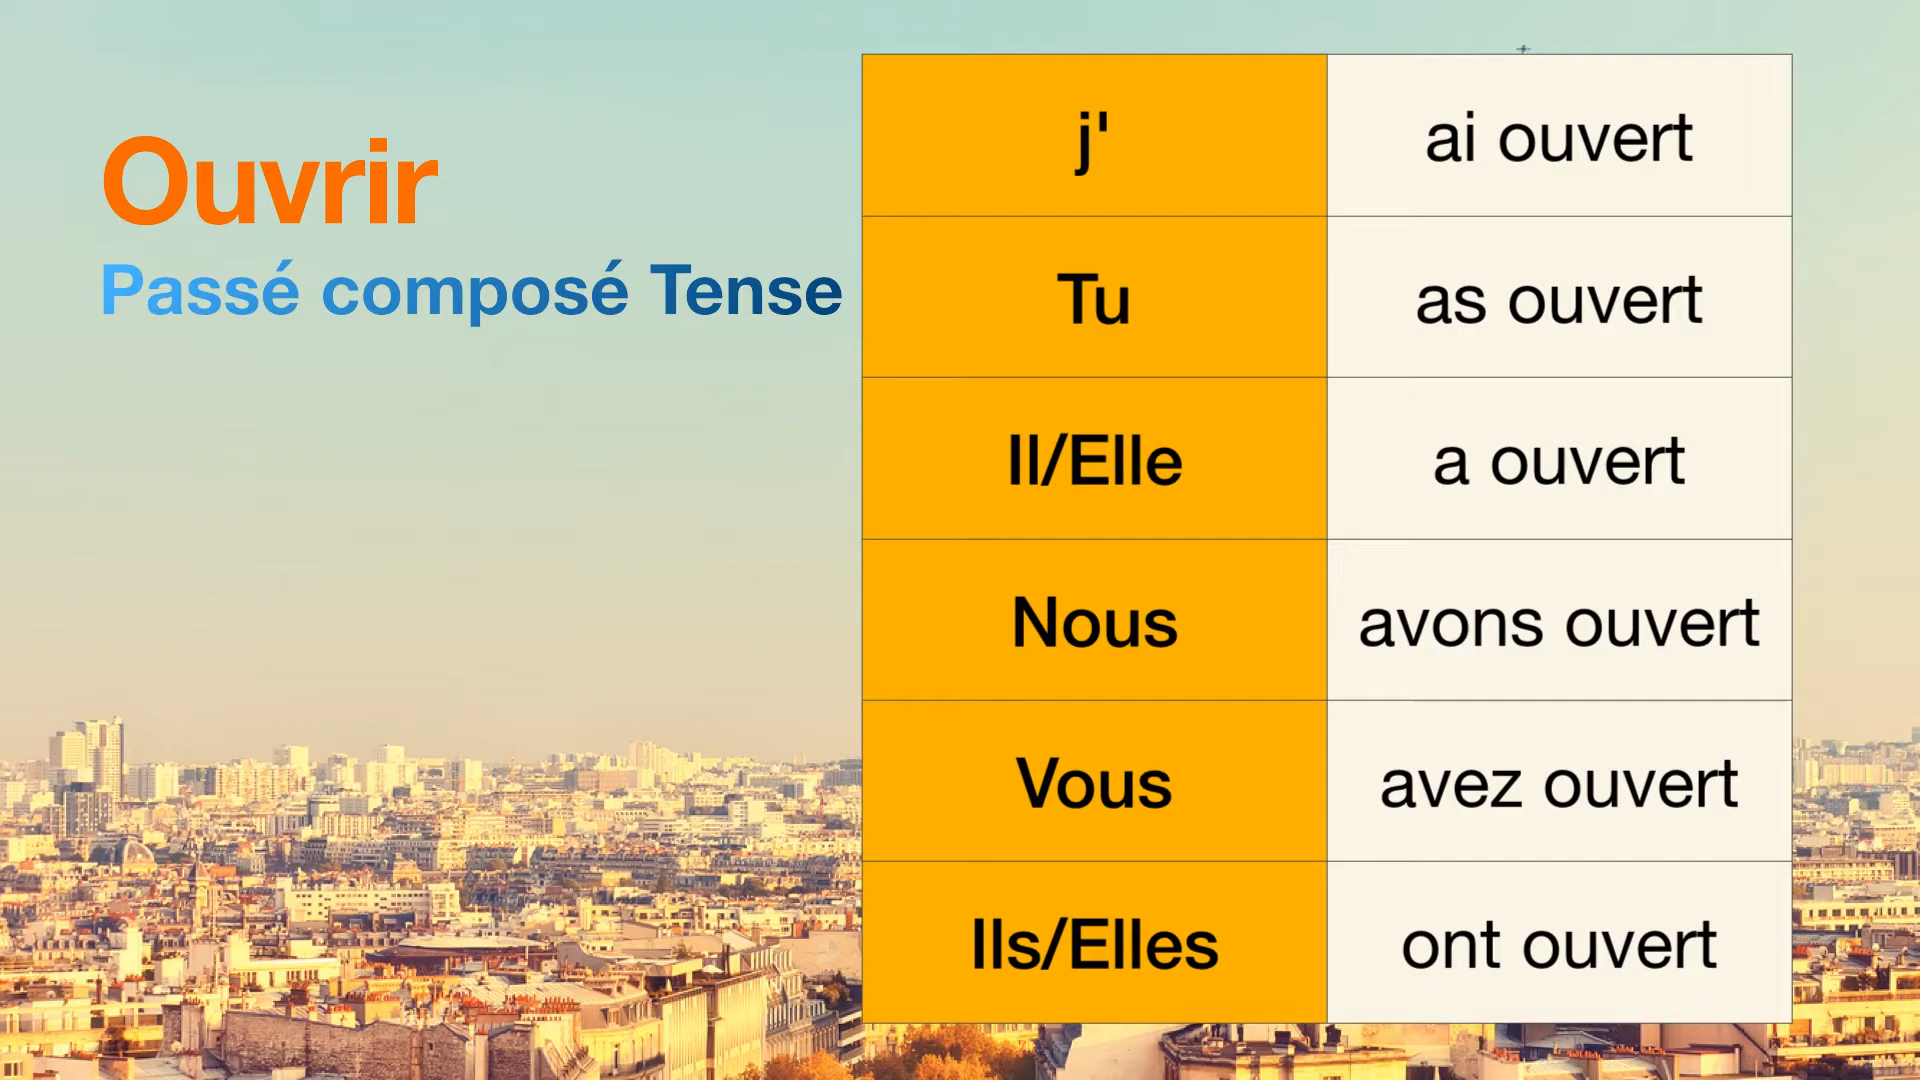 Ouvrir
Passé composé Tense
j' ai ouvert
Tu as ouvert
Il/Elle a ouvert
Nous avons ouvert
Vous avez ouvert
Ils/Elles ont ouvert